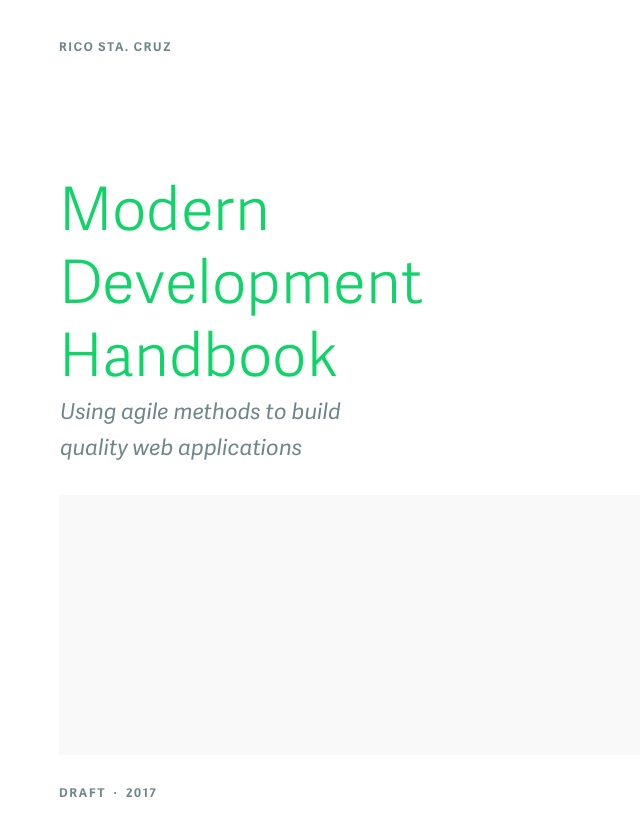 RICO STA. CRUZ
Modern
Development
Handbook
Using agile methods to build
quality web applications
DRAFT · 2017